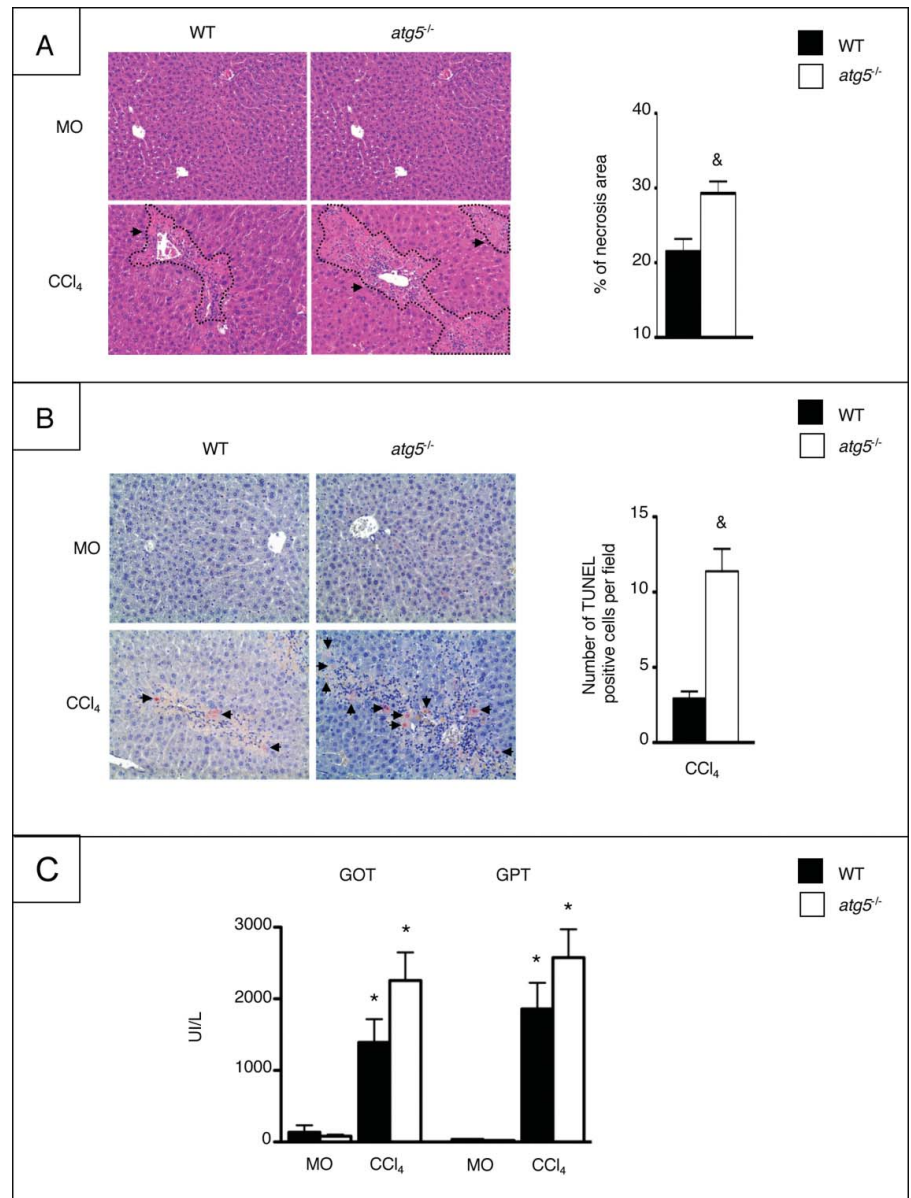 A
WT
atg5-/-
MO
CCl4
WT
atg5-/-
% of necrosis area
40
30
20
10
&
B
WT
atg5-/-
MO
CCl4
WT
atg5-/-
Number of TUNEL
positive cells per field
15
10
5
0
&
CCl4
C
GOT
GPT
WT
atg5-/-
UI/L
3000
2000
1000
0
* * * *
MO CCl4 MO CCl4